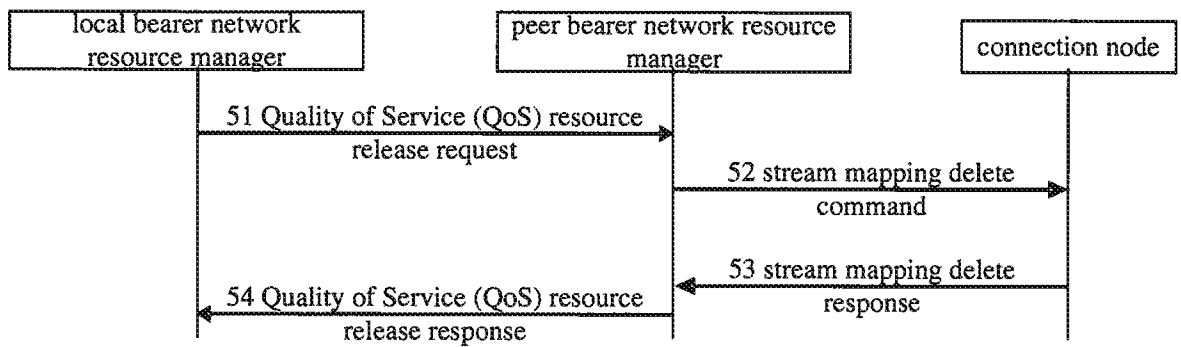 local bearer network
resource manager
peer bearer network resource
manager
connection node
51 Quality of Service (QoS) resource
release request
52 stream mapping delete
command
53 stream mapping delete
response
54 Quality of Service (QoS) resource
release response